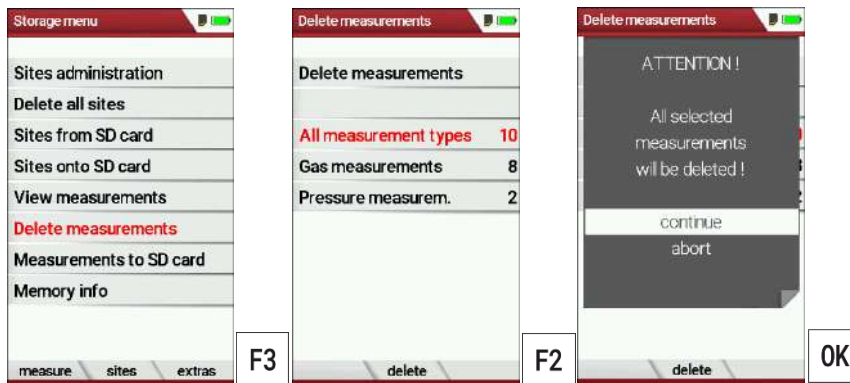 Storage menu
Sites administration
Delete all sites
Sites from SD card
Sites onto SD card
View measurements
Delete measurements
Measurements to SD card
Memory info
measure sites extras
F3
Delete measurements
Delete measurements
All measurement types 10
Gas measurements 8
Pressure measurem. 2
delete
F2
Delete measurements
ATTENTION !
All selected
measurements
will be deleted !
continue
abort
delete
OK